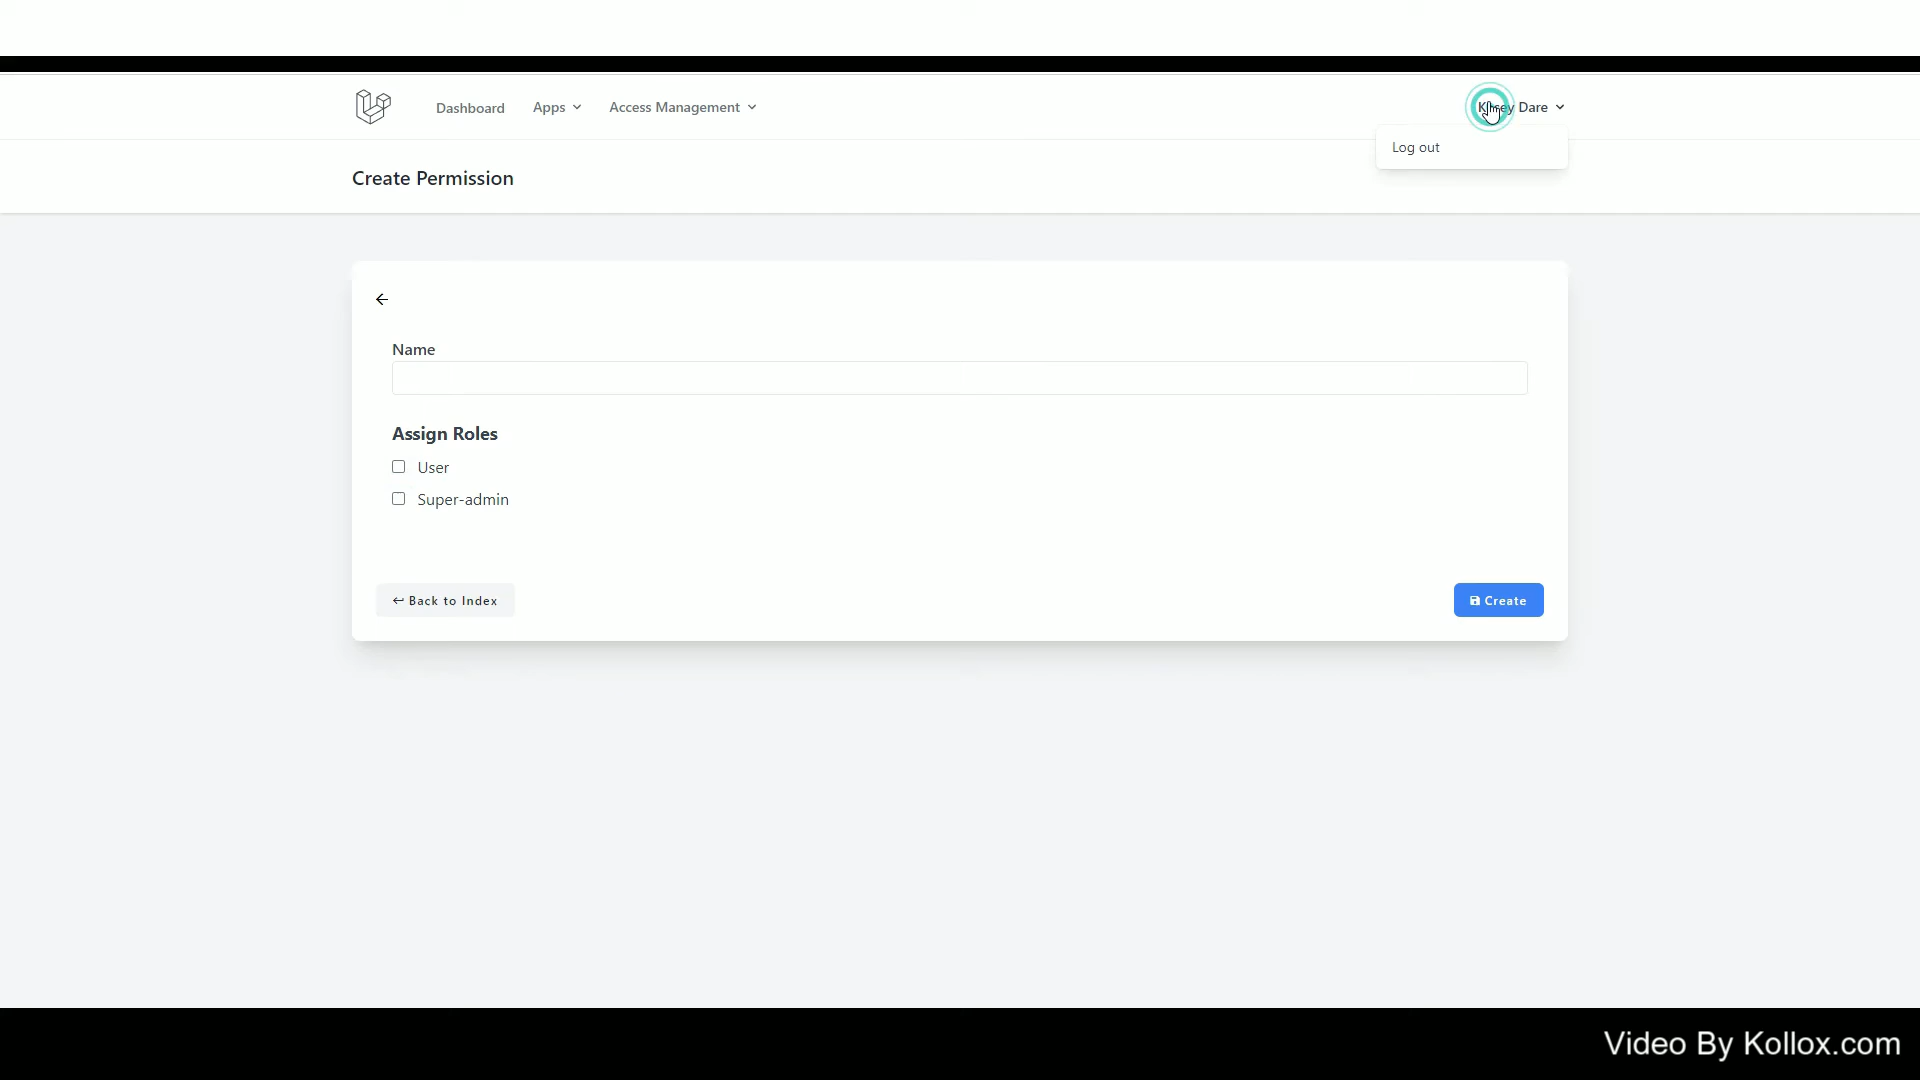 Dashboard Apps Access Management Dare
Log out
Create Permission
Name
Assign Roles
User
Super-admin
Back to Index
Create
Video By Kollox.com